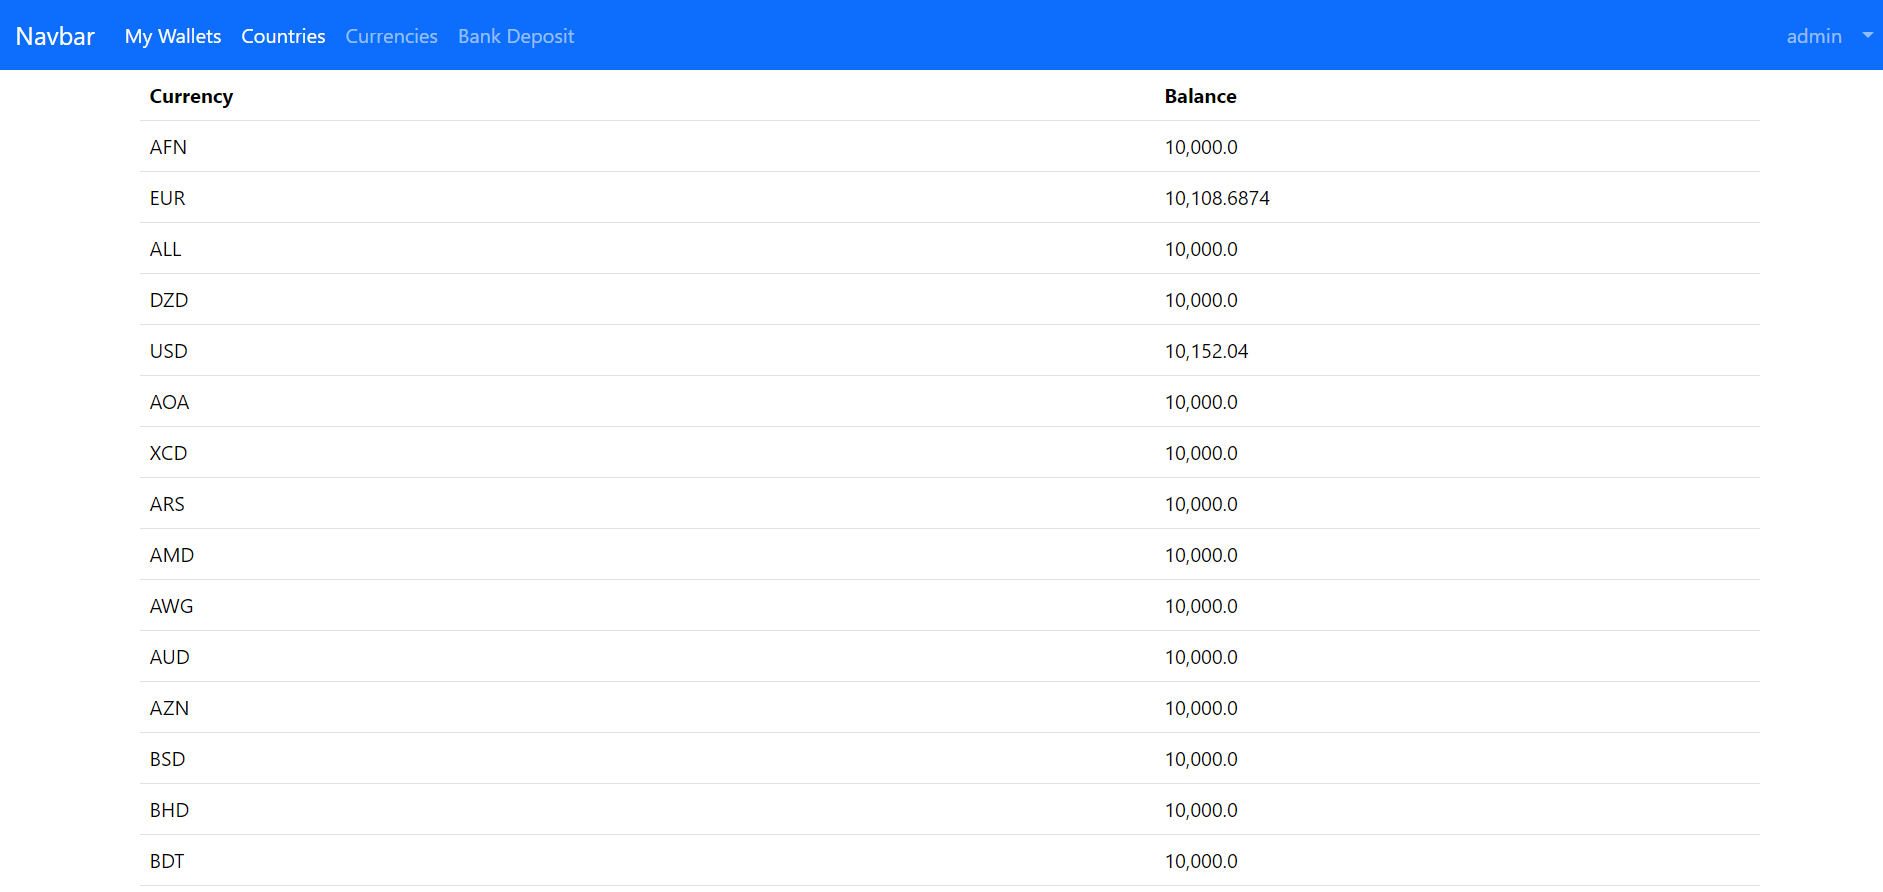 Navbar My Wallets Countries Currencies Bank Deposit admin
Currency Balance
AFN 10,000.0
EUR 10,108.6874
ALL 10,000.0
DZD 10,000.0
USD 10,152.04
AOA 10,000.0
XCD 10,000.0
ARS 10,000.0
AMD 10,000.0
AWG 10,000.0
AUD 10,000.0
AZN 10,000.0
BSD 10,000.0
BHD 10,000.0
BDT 10,000.0